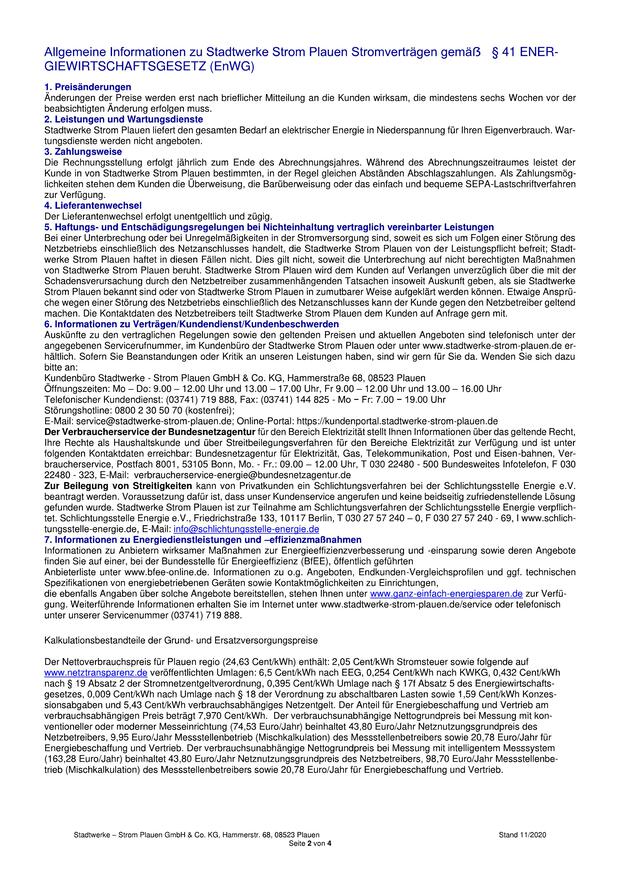 Allgemeine Informationen zu Stadtwerke Strom Plauen Stromverträgen gemäß § 41 ENER-
GIEWIRTSCHAFTSGESETZ (EnWG)
1. Preisänderungen
Änderungen der Preise werden erst nach brieflicher Mitteilung an die Kunden wirksam, die mindestens sechs Wochen vor der
beabsichtigten Änderung erfolgen muss.
2. Leistungen und Wartungsdienste
Stadtwerke Strom Plauen liefert den gesamten Bedarf an elektrischer Energie in Niederspannung für Ihren Eigenverbrauch. War-
tungsdienste werden nicht angeboten.
3. Zahlungsweise
Die Rechnungsstellung erfolgt jährlich zum Ende des Abrechnungsjahres. Während des Abrechnungszeitraumes leistet der
Kunde in von Stadtwerke Strom Plauen bestimmten, in der Regel gleichen Abständen Abschlagszahlungen. Als Zahlungsmög-
lichkeiten stehen dem Kunden die Überweisung, die Barüberweisung oder das einfach und bequeme SEPA-Lastschriftverfahren
zur Verfügung.
4. Lieferantenwechsel
Der Lieferantenwechsel erfolgt unentgeltlich und zügig.
5. Haftungs- und Entschädigungsregelungen bei Nichteinhaltung vertraglich vereinbarter Leistungen
Bei einer Unterbrechung oder bei Unregelmäßigkeiten in der Stromversorgung sind, soweit es sich um Folgen einer Störung des
Netzbetriebs einschließlich des Netzanschlusses handelt, die Stadtwerke Strom Plauen von der Leistungspflicht befreit; Stadt-
werke Strom Plauen haftet in diesen Fällen nicht. Dies gilt nicht, soweit die Unterbrechung auf nicht berechtigten Maßnahmen
von Stadtwerke Strom Plauen beruht. Stadtwerke Strom Plauen wird dem Kunden auf Verlangen unverzüglich über die mit der
Schadensverursachung durch den Netzbetreiber zusammenhängenden Tatsachen insoweit Auskunft geben, als sie Stadtwerke
Strom Plauen bekannt sind oder von Stadtwerke Strom Plauen in zumutbarer Weise aufgeklärt werden können. Etwaige Ansprü-
che wegen einer Störung des Netzbetriebs einschließlich des Netzanschlusses kann der Kunde gegen den Netzbetreiber geltend
machen. Die Kontaktdaten des Netzbetreibers teilt Stadtwerke Strom Plauen dem Kunden auf Anfrage gern mit.
6. Informationen zu Verträgen/Kundendienst/Kundenbeschwerden
Auskünfte zu den vertraglichen Regelungen sowie den geltenden Preisen und aktuellen Angeboten sind telefonisch unter der
angegebenen Servicerufnummer, im Kundenbüro der Stadtwerke Strom Plauen oder unter www.stadtwerke-strom-plauen.de er-
hältlich. Sofern Sie Beanstandungen oder Kritik an unseren Leistungen haben, sind wir gern für Sie da. Wenden Sie sich dazu
bitte an:
Kundenbüro Stadtwerke - Strom Plauen GmbH & Co. KG, Hammerstraße 68, 08523 Plauen
Öffnungszeiten: Mo – Do: 9.00 – 12.00 Uhr und 13.00 – 17.00 Uhr, Fr 9.00 – 12.00 Uhr und 13.00 – 16.00 Uhr
Telefonischer Kundendienst: (03741) 719 888, Fax: (03741) 144 825 - Mo – Fr: 7.00 – 19.00 Uhr
Störungshotline: 0800 2 30 50 70 (kostenfrei);
E-Mail: service@stadtwerke-strom-plauen.de; Online-Portal: https://kundenportal.stadtwerke-strom-plauen.de
Der Verbraucherservice der Bundesnetzagentur für den Bereich Elektrizität stellt Ihnen Informationen über das geltende Recht,
Ihre Rechte als Haushaltskunde und über Streitbeilegungsverfahren für den Bereiche Elektrizität zur Verfügung und ist unter
folgenden Kontaktdaten erreichbar: Bundesnetzagentur für Elektrizität, Gas, Telekommunikation, Post und Eisen-bahnen, Ver-
braucherservice, Postfach 8001, 53105 Bonn, Mo. - Fr.: 09.00 – 12.00 Uhr, T 030 22480 - 500 Bundesweites Infotelefon, F 030
22480 - 323, E-Mail: verbraucherservice-energie@bundesnetzagentur.de
Zur Beilegung von Streitigkeiten kann von Privatkunden ein Schlichtungsverfahren bei der Schlichtungsstelle Energie e.V.
beantragt werden. Voraussetzung dafür ist, dass unser Kundenservice angerufen und keine beidseitig zufriedenstellende Lösung
gefunden wurde. Stadtwerke Strom Plauen ist zur Teilnahme am Schlichtungsverfahren der Schlichtungsstelle Energie verpflich-
tet. Schlichtungsstelle Energie e.V., Friedrichstraße 133, 10117 Berlin, T 030 27 57 240 – 0, F 030 27 57 240 - 69, I www.schlich-
tungsstelle-energie.de, E-Mail: info@schlichtungsstelle-energie.de
7. Informationen zu Energiedienstleistungen und –effizienzmaßnahmen
Informationen zu Anbietern wirksamer Maßnahmen zur Energieeffizienzverbesserung und -einsparung sowie deren Angebote
finden Sie auf einer, bei der Bundesstelle für Energieeffizienz (BfEE), öffentlich geführten
Anbieterliste unter www.bfee-online.de. Informationen zu o.g. Angeboten, Endkunden-Vergleichsprofilen und ggf. technischen
Spezifikationen von energiebetriebenen Geräten sowie Kontaktmöglichkeiten zu Einrichtungen,
die ebenfalls Angaben über solche Angebote bereitstellen, stehen Ihnen unter www.ganz-einfach-energiesparen.de zur Verfü-
gung. Weiterführende Informationen erhalten Sie im Internet unter www.stadtwerke-strom-plauen.de/service oder telefonisch
unter unserer Servicenummer (03741) 719 888.
Kalkulationsbestandteile der Grund- und Ersatzversorgungspreise
Der Nettoverbrauchspreis für Plauen regio (24,63 Cent/kWh) enthält: 2,05 Cent/kWh Stromsteuer sowie folgende auf
www.netztransparenz.de veröffentlichten Umlagen: 6,5 Cent/kWh nach EEG, 0,254 Cent/kWh nach KWKG, 0,432 Cent/kWh
nach § 19 Absatz 2 der Stromnetzentgeltverordnung, 0,395 Cent/kWh Umlage nach § 17f Absatz 5 des Energiewirtschafts-
gesetzes, 0,009 Cent/kWh nach Umlage nach § 18 der Verordnung zu abschaltbaren Lasten sowie 1,59 Cent/kWh Konzes-
sionsabgaben und 5,43 Cent/kWh verbrauchsabhängiges Netzentgelt. Der Anteil für Energiebeschaffung und Vertrieb am
verbrauchsabhängigen Preis beträgt 7,970 Cent/kWh. Der verbrauchsunabhängige Nettogrundpreis bei Messung mit kon-
ventioneller oder moderner Messeinrichtung (74,53 Euro/Jahr) beinhaltet 43,80 Euro/Jahr Netznutzungsgrundpreis des
Netzbetreibers, 9,95 Euro/Jahr Messstellenbetrieb (Mischkalkulation) des Messstellenbetreibers sowie 20,78 Euro/Jahr für
Energiebeschaffung und Vertrieb. Der verbrauchsunabhängige Nettogrundpreis bei Messung mit intelligentem Messsystem
(163,28 Euro/Jahr) beinhaltet 43,80 Euro/Jahr Netznutzungsgrundpreis des Netzbetreibers, 98,70 Euro/Jahr Messstellenbe-
trieb (Mischkalkulation) des Messstellenbetreibers sowie 20,78 Euro/Jahr für Energiebeschaffung und Vertrieb.
Stadtwerke – Strom Plauen GmbH & Co. KG, Hammerstr. 68, 08523 Plauen Stand 11/2020
Seite 2 von 4